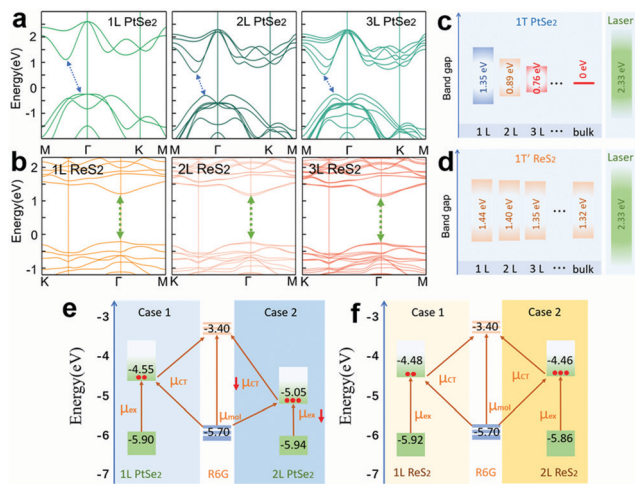 a
1L PtSe2
2L PtSe2
3L PtSe2
Energy(eV)
2
1
0
-1
M Γ K M
M Γ K M
M Γ K M
b
1L ReS2
2L ReS2
3L ReS2
Energy(eV)
2
1
0
-1
K Γ M
K Γ M
K Γ M
c
1T PtSe2
Laser
Band gap
1.35 eV
0.89 eV
0.76 eV
...
0 eV
2.33 eV
1 L 2 L 3 L ... bulk
d
1T' ReS2
Laser
Band gap
1.44 eV
1.40 eV
1.35 eV
...
1.32 eV
2.33 eV
1 L 2 L 3 L ... bulk
e
Energy(eV)
-3
-4
-5
-6
-7
Case 1
Case 2
-3.40
-4.55
-5.05
μCT
μCT
μex
μmol
μex
-5.70
-5.90
-5.94
1L PtSe2
R6G
2L PtSe2
f
Energy(eV)
-3
-4
-5
-6
-7
Case 1
Case 2
-3.40
-4.48
-4.46
μCT
μCT
μex
μmol
μex
-5.70
-5.92
-5.86
1L ReS2
R6G
2L ReS2